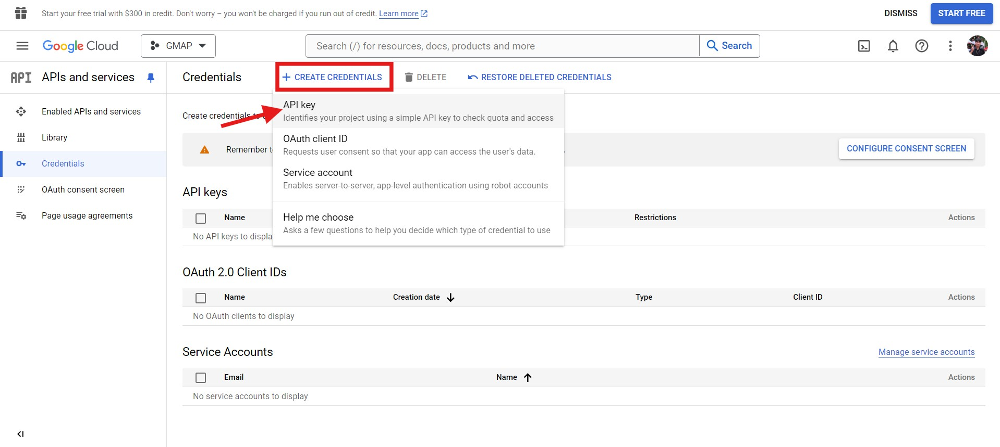 Start your free trial with $300 in credit. Don't worry – you won't be charged if you run out of credit. Learn more
DISMISS
START FREE
Google Cloud
GMAP
Search (/) for resources, docs, products and more
Search
API
APIs and services
Credentials
CREATE CREDENTIALS
DELETE
RESTORE DELETED CREDENTIALS
Enabled APIs and services
Library
Credentials
OAuth consent screen
Page usage agreements
Create credentials to
API key
Identifies your project using a simple API key to check quota and access
OAuth client ID
Requests user consent so that your app can access the user's data.
Service account
Enables server-to-server, app-level authentication using robot accounts
Help me choose
Asks a few questions to help you decide which type of credential to use
Remember
CONFIGURE CONSENT SCREEN
API keys
Name
Restrictions
Actions
No API keys to
OAuth 2.0 Client IDs
Name
Creation date
Type
Client ID
Actions
No OAuth clients to display
Service Accounts
Manage service accounts
Email
Name
Actions
No service accounts to display